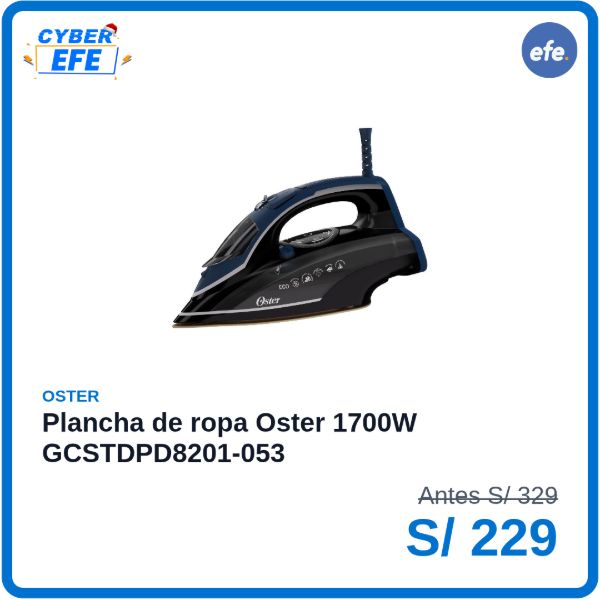 CYBER
EFE
efe.
ECO
Oster
OSTER
Plancha de ropa Oster 1700W
GCSTDPD8201-053
Antes S/ 329
S/ 229